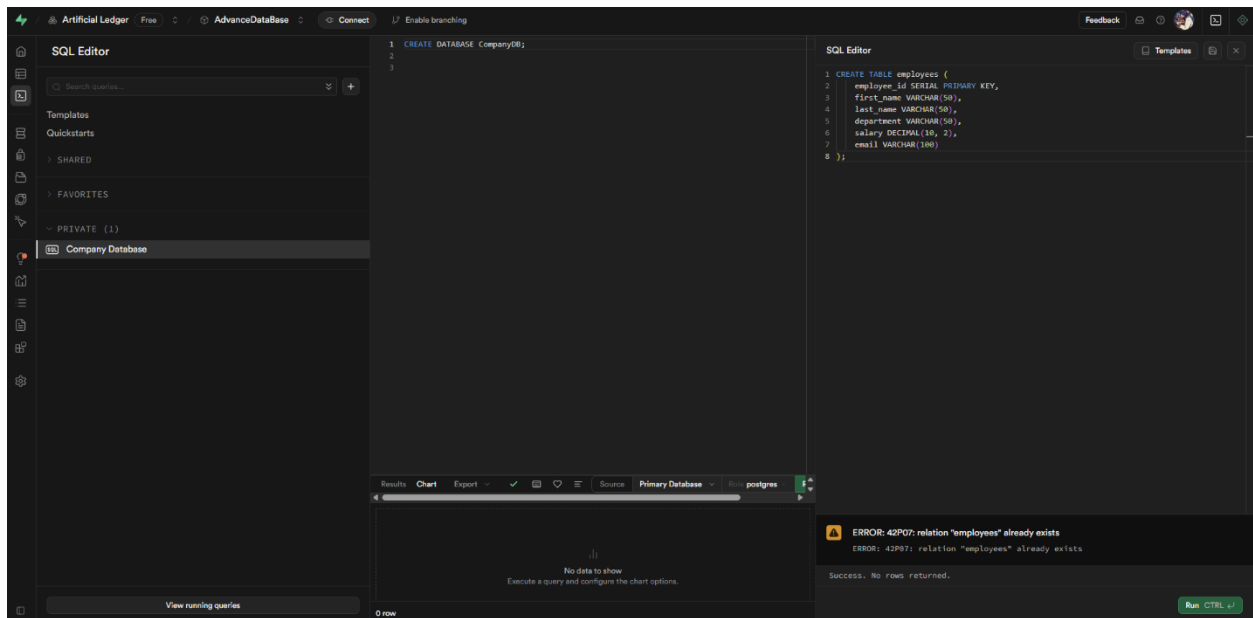 Artificial Ledger Free / AdvanceDataBase Connect Enable branching Feedback
SQL Editor
Search queries...
Templates
Quickstarts
SHARED
FAVORITES
PRIVATE (1)
SQL Company Database
View running queries
1 CREATE DATABASE CompanyDB;
2
3
Results Chart Export Source Primary Database Role postgres
No data to show
Execute a query and configure the chart options.
0 row
SQL Editor Templates
1 CREATE TABLE employees (
2 employee_id SERIAL PRIMARY KEY,
3 first_name VARCHAR(50),
4 last_name VARCHAR(50),
5 department VARCHAR(50),
6 salary DECIMAL(10, 2),
7 email VARCHAR(100)
8 );
ERROR: 42P07: relation "employees" already exists
ERROR: 42P07: relation "employees" already exists
Success. No rows returned.
Run CTRL ↵